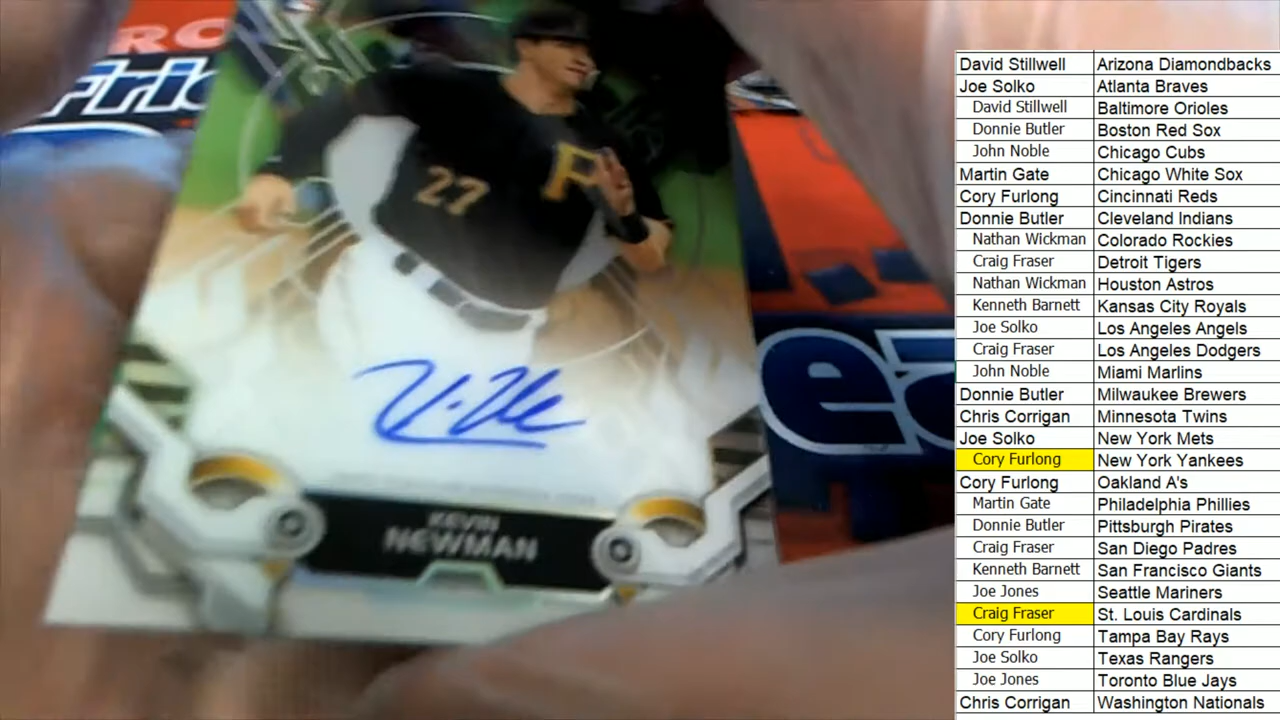 RO
27
P
KEVIN
NEWMAN
David Stillwell Arizona Diamondbacks
Joe Solko Atlanta Braves
David Stillwell Baltimore Orioles
Donnie Butler Boston Red Sox
John Noble Chicago Cubs
Martin Gate Chicago White Sox
Cory Furlong Cincinnati Reds
Donnie Butler Cleveland Indians
Nathan Wickman Colorado Rockies
Craig Fraser Detroit Tigers
Nathan Wickman Houston Astros
Kenneth Barnett Kansas City Royals
Joe Solko Los Angeles Angels
Craig Fraser Los Angeles Dodgers
John Noble Miami Marlins
Donnie Butler Milwaukee Brewers
Chris Corrigan Minnesota Twins
Joe Solko New York Mets
Cory Furlong New York Yankees
Cory Furlong Oakland A's
Martin Gate Philadelphia Phillies
Donnie Butler Pittsburgh Pirates
Craig Fraser San Diego Padres
Kenneth Barnett San Francisco Giants
Joe Jones Seattle Mariners
Craig Fraser St. Louis Cardinals
Cory Furlong Tampa Bay Rays
Joe Solko Texas Rangers
Joe Jones Toronto Blue Jays
Chris Corrigan Washington Nationals